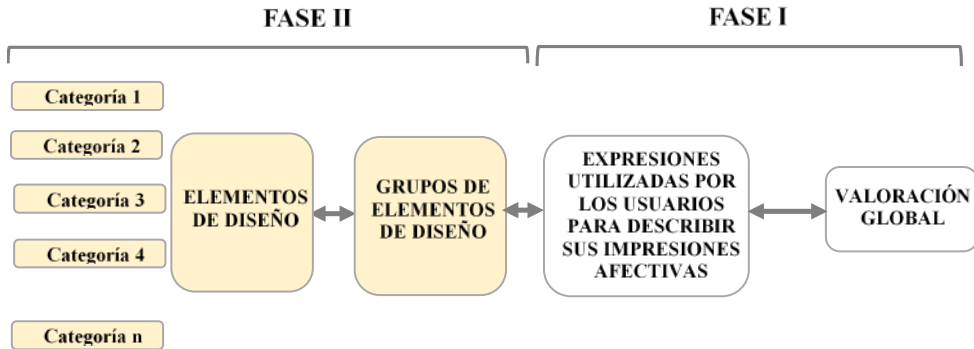 FASE II
FASE I
Categoría 1
Categoría 2
Categoría 3
Categoría 4
Categoría n
ELEMENTOS
DE DISEÑO
GRUPOS DE
ELEMENTOS
DE DISEÑO
EXPRESIONES
UTILIZADAS POR
LOS USUARIOS
PARA DESCRIBIR
SUS IMPRESIONES
AFECTIVAS
VALORACIÓN
GLOBAL